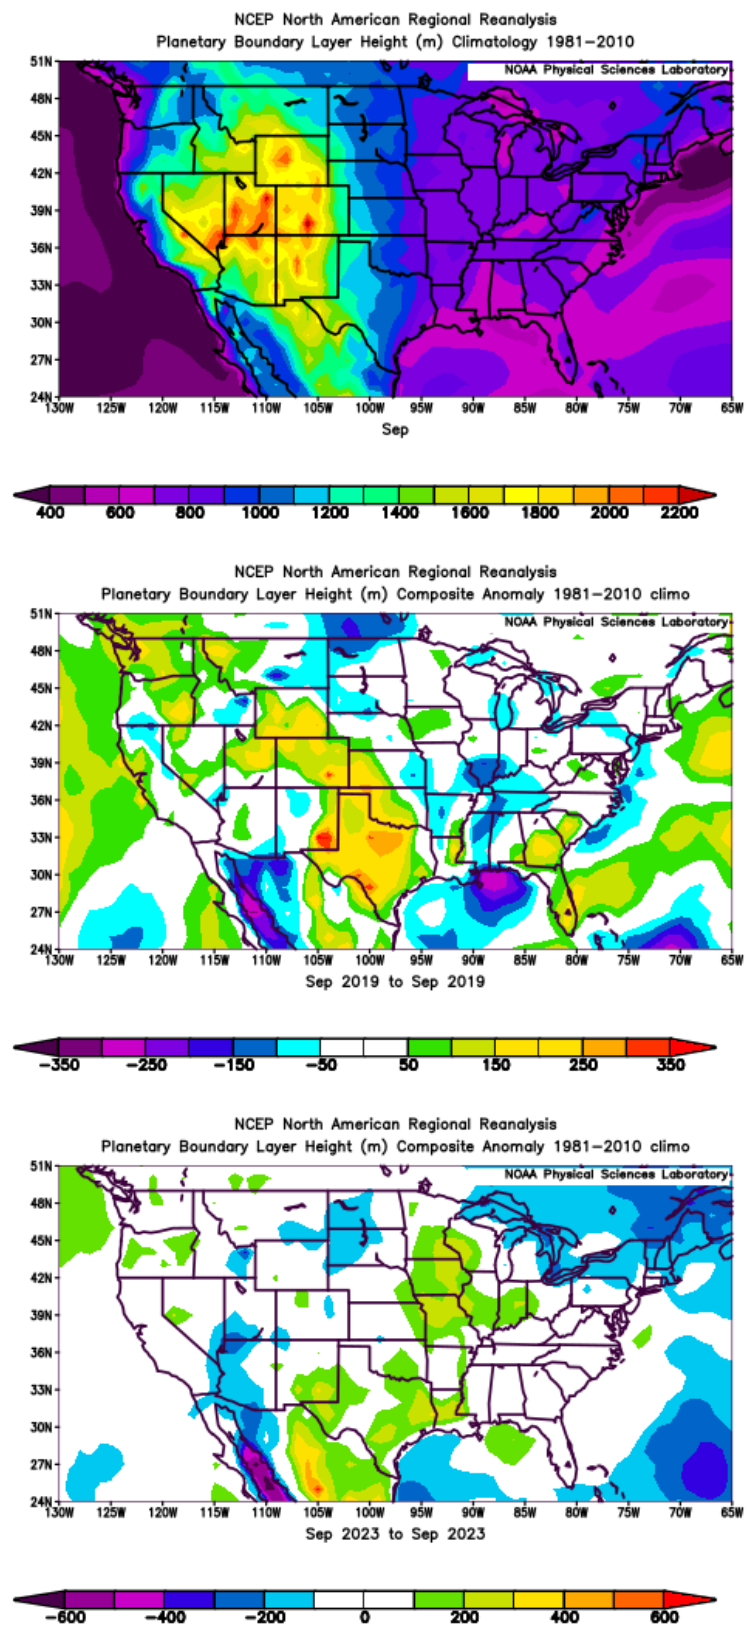 NCEP North American Regional Reanalysis
Planetary Boundary Layer Height (m) Climatology 1981-2010
NOAA Physical Sciences Laboratory
51N
48N
45N
42N
39N
36N
33N
30N
27N
24N
130W 125W 120W 115W 110W 105W 100W 95W 90W 85W 80W 75W 70W 65W
Sep
400 600 800 1000 1200 1400 1600 1800 2000 2200
NCEP North American Regional Reanalysis
Planetary Boundary Layer Height (m) Composite Anomaly 1981-2010 climo
NOAA Physical Sciences Laboratory
51N
48N
45N
42N
39N
36N
33N
30N
27N
24N
130W 125W 120W 115W 110W 105W 100W 95W 90W 85W 80W 75W 70W 65W
Sep 2019 to Sep 2019
-350 -250 -150 -50 50 150 250 350
NCEP North American Regional Reanalysis
Planetary Boundary Layer Height (m) Composite Anomaly 1981-2010 climo
NOAA Physical Sciences Laboratory
51N
48N
45N
42N
39N
36N
33N
30N
27N
24N
130W 125W 120W 115W 110W 105W 100W 95W 90W 85W 80W 75W 70W 65W
Sep 2023 to Sep 2023
-600 -400 -200 0 200 400 600